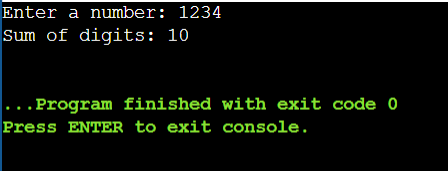 Enter a number: 1234
Sum of digits: 10
...Program finished with exit code 0
Press ENTER to exit console.